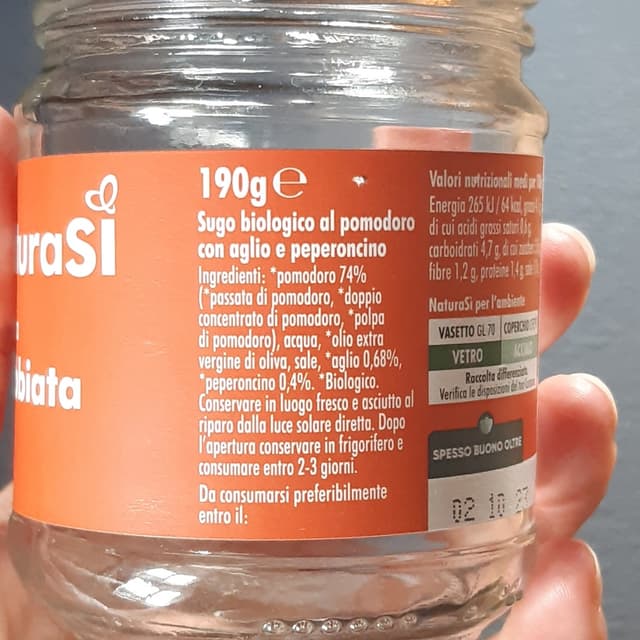 uraSì
biata
190g e
Sugo biologico al pomodoro
con aglio e peperoncino
Ingredienti: *pomodoro 74%
(*passata di pomodoro, *doppio
concentrato di pomodoro, *polpa
di pomodoro), acqua, *olio extra
vergine di oliva, sale, *aglio 0,68%,
*peperoncino 0,4%. *Biologico.
Conservare in luogo fresco e asciutto al
riparo dalla luce solare diretta. Dopo
l'apertura conservare in frigorifero e
consumare entro 2-3 giorni.
Da consumarsi preferibilmente
entro il:
Valori nutrizionali medi per
Energia 265 kJ / 64 kcal,
di cui acidi grassi saturi
carboidrati 4,7 g, di cui
fibre 1,2 g, proteine 1,4 g,
NaturaSì per l'ambiente
VASETTO GL 70
COPERCHIO
VETRO
Raccolta differenziata.
Verifica le disposizioni del tuo
SPESSO BUONO OLTRE
02 10 23